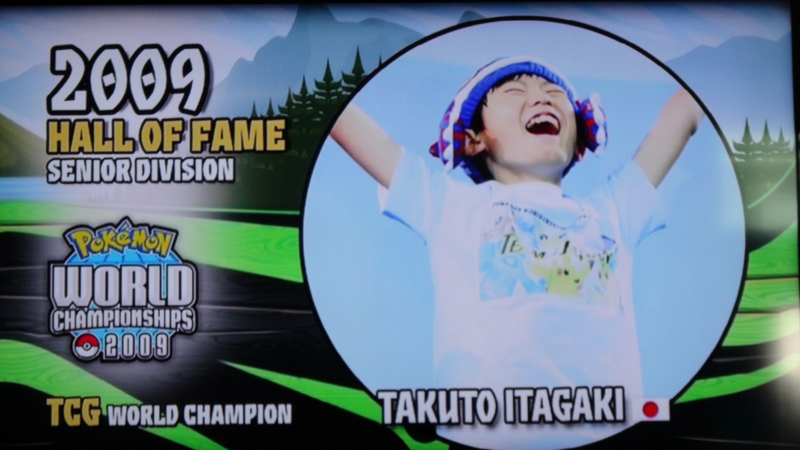 2009
HALL OF FAME
SENIOR DIVISION
POKéMON
WORLD
CHAMPIONSHIPS
2009
TCG WORLD CHAMPION
TAKUTO ITAGAKI